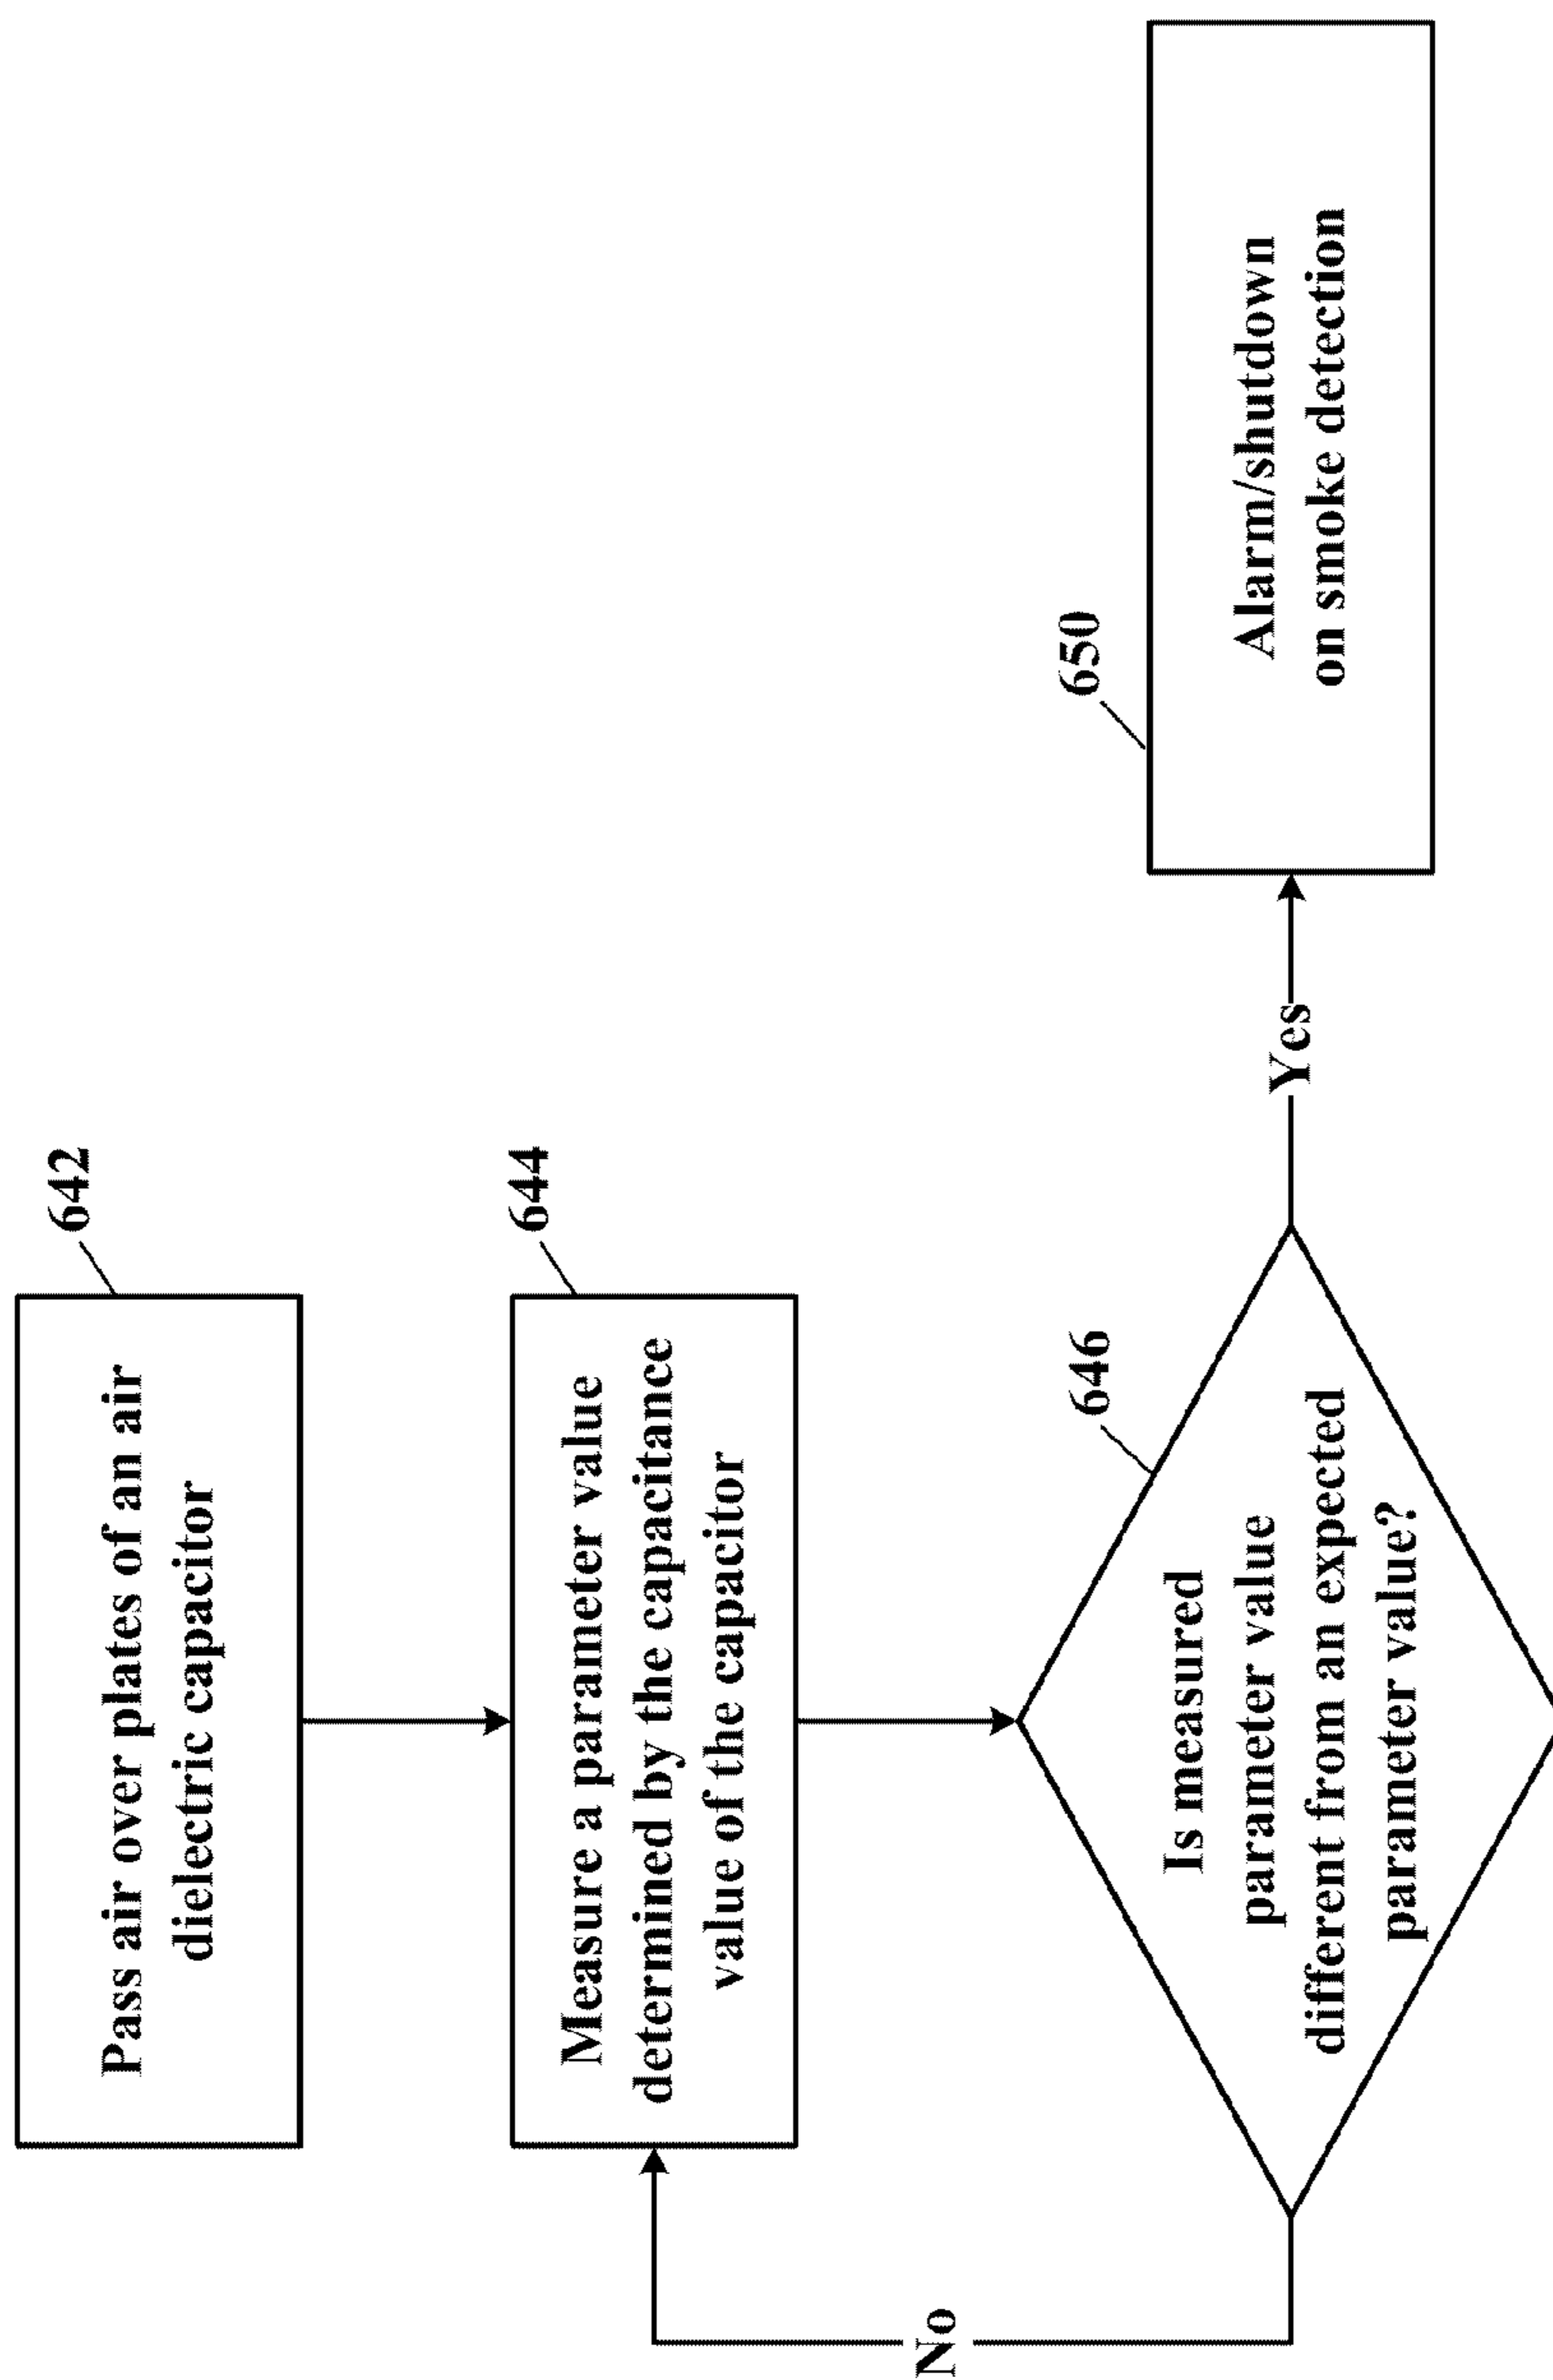 642
Pass air over plates of an air
dielectric capacitor
644
Measure a parameter value
determined by the capacitance
value of the capacitor
646
Is measured
parameter value
different from an expected
parameter value?
No
Yes
650
Alarm/shutdown
on smoke detection